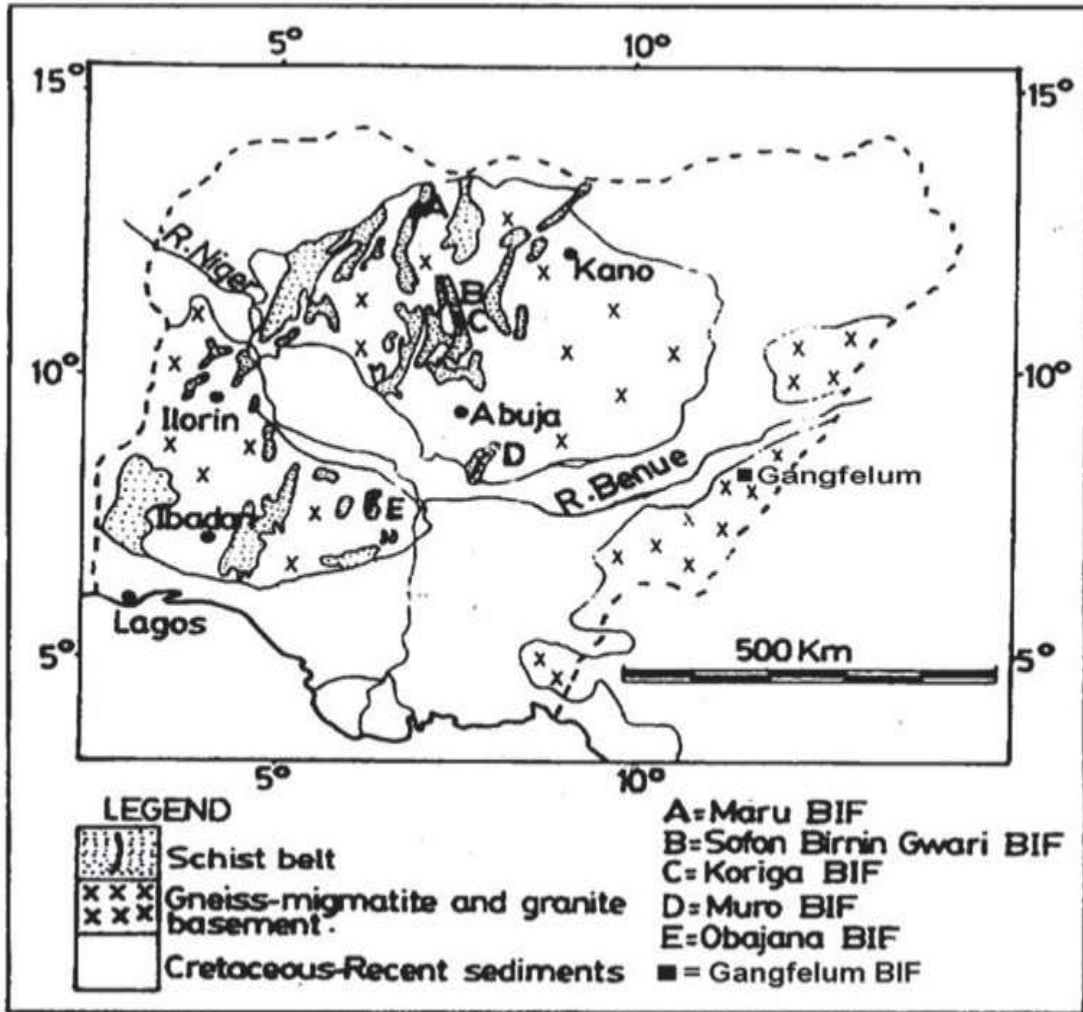 5° 10°
15° 15°
R.Niger
A
Kano
B
C
10° 10°
Ilorin
Abuja
D
R.Benue
Gangfelum
Ibadan
E
Lagos
500 Km
5° 5°
5° 10°
LEGEND
Schist belt
Gneiss-migmatite and granite
basement.
Cretaceous-Recent sediments
A=Maru BIF
B=Sofon Birnin Gwari BIF
C=Koriga BIF
D=Muro BIF
E=Obajana BIF
■ = Gangfelum BIF